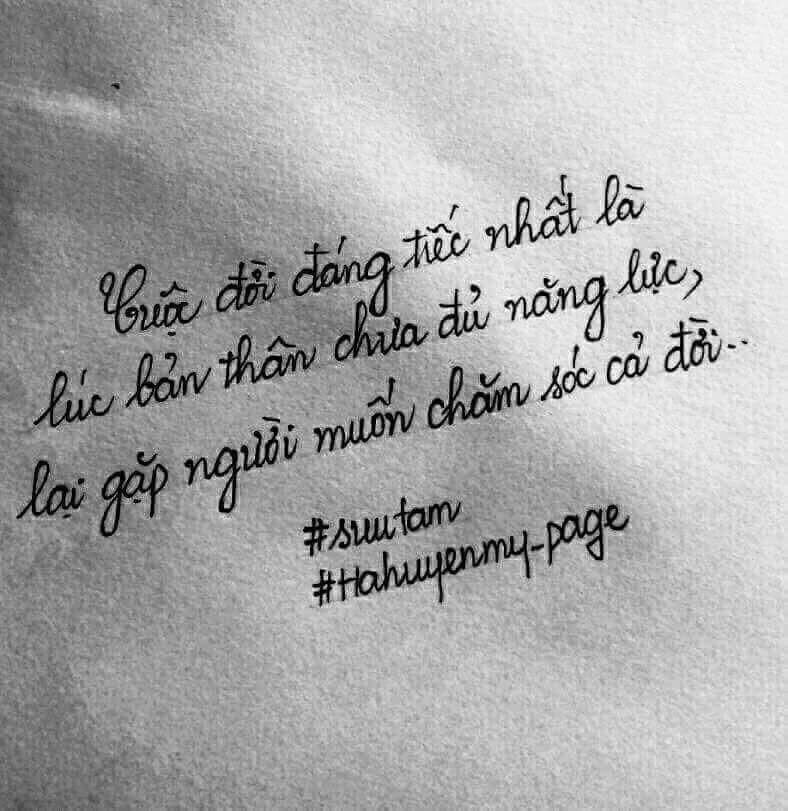 Cuộc đời đáng tiếc nhất là
lúc bản thân chưa đủ năng lực,
lại gặp người muốn chăm sóc cả đời..
#suutam
#Hahuyenmy-page